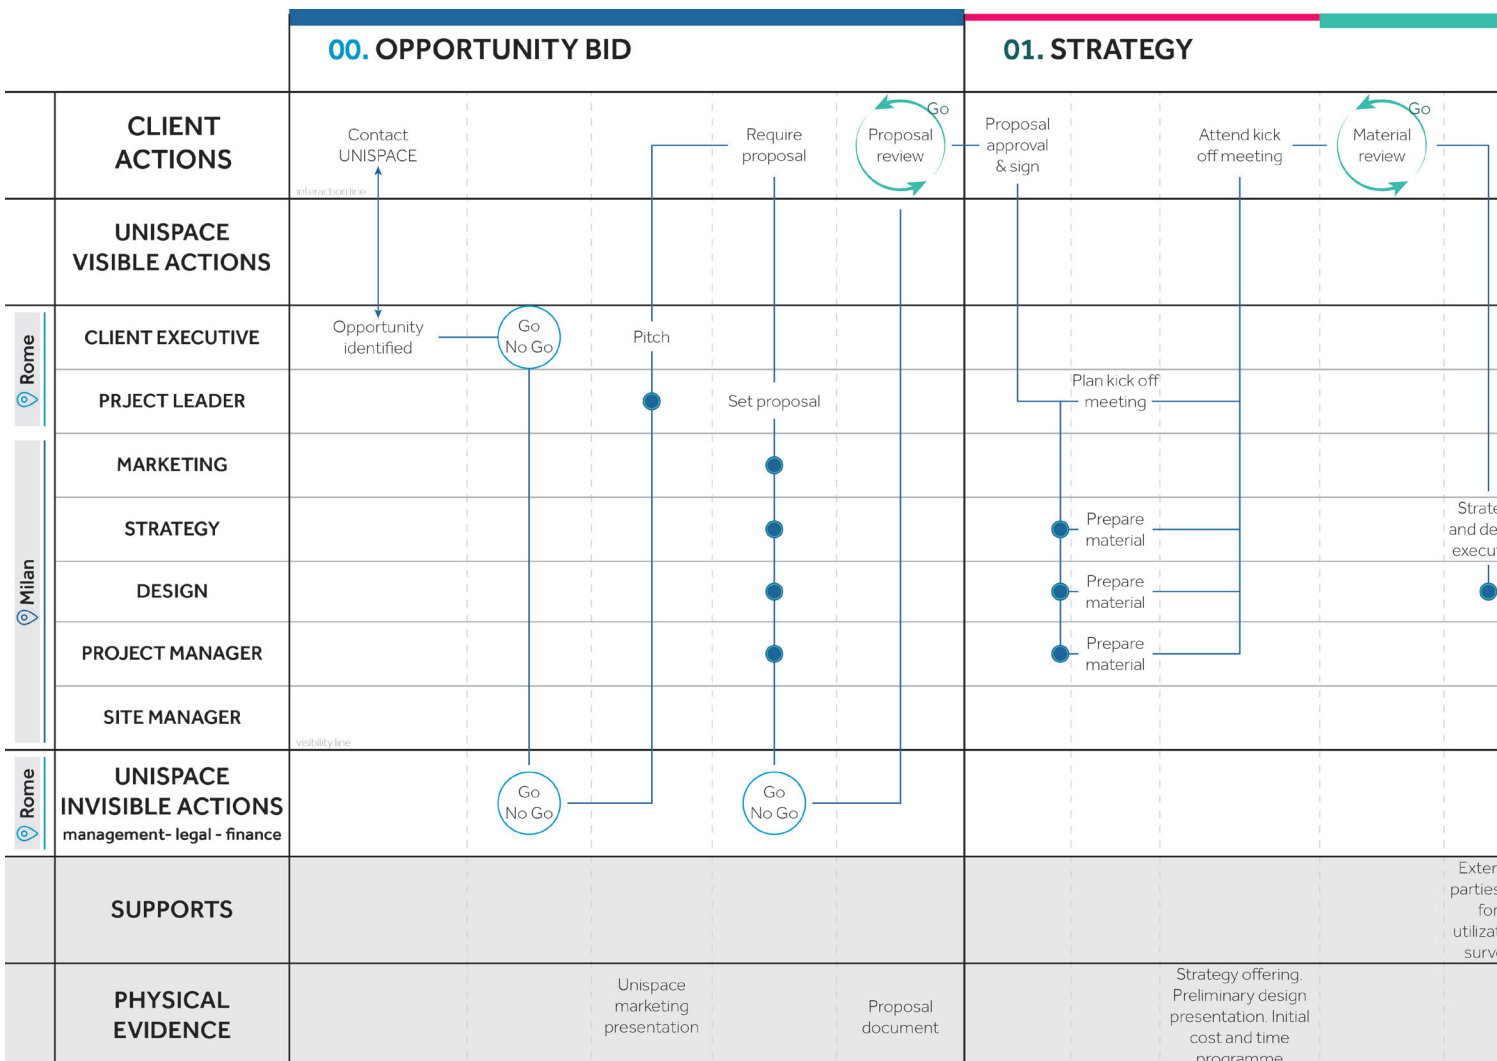 00. OPPORTUNITY BID
01. STRATEGY
CLIENT
ACTIONS
Contact
UNISPACE
Require
proposal
Go
Proposal
review
Proposal
approval
& sign
Attend kick
off meeting
Go
Material
review
interaction line
UNISPACE
VISIBLE ACTIONS
Rome
CLIENT EXECUTIVE
Opportunity
identified
Go
No Go
Pitch
PRJECT LEADER
Set proposal
Plan kick off
meeting
Milan
MARKETING
STRATEGY
Prepare
material
DESIGN
Prepare
material
PROJECT MANAGER
Prepare
material
SITE MANAGER
visibility line
Rome
UNISPACE
INVISIBLE ACTIONS
management- legal - finance
Go
No Go
Go
No Go
SUPPORTS
parties
for
PHYSICAL
EVIDENCE
Unispace
marketing
presentation
Proposal
document
Strategy offering.
Preliminary design
presentation. Initial
cost and time
programme